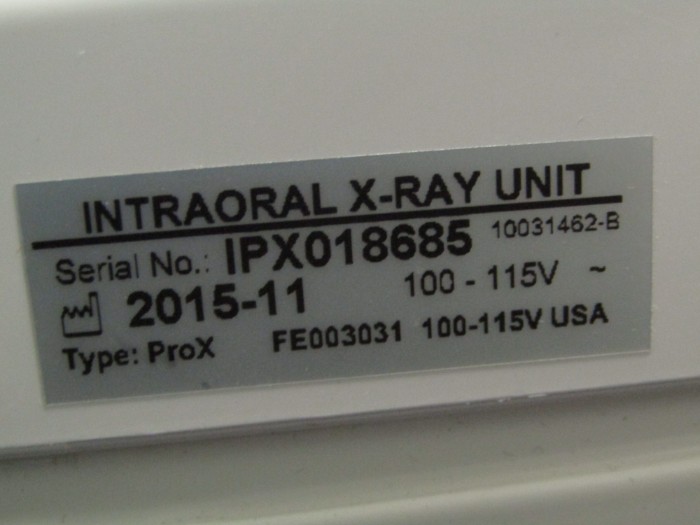 INTRAORAL X-RAY UNIT
Serial No.: IPX018685 10031462-B
2015-11 100 - 115V ~
Type: ProX FE003031 100-115V USA